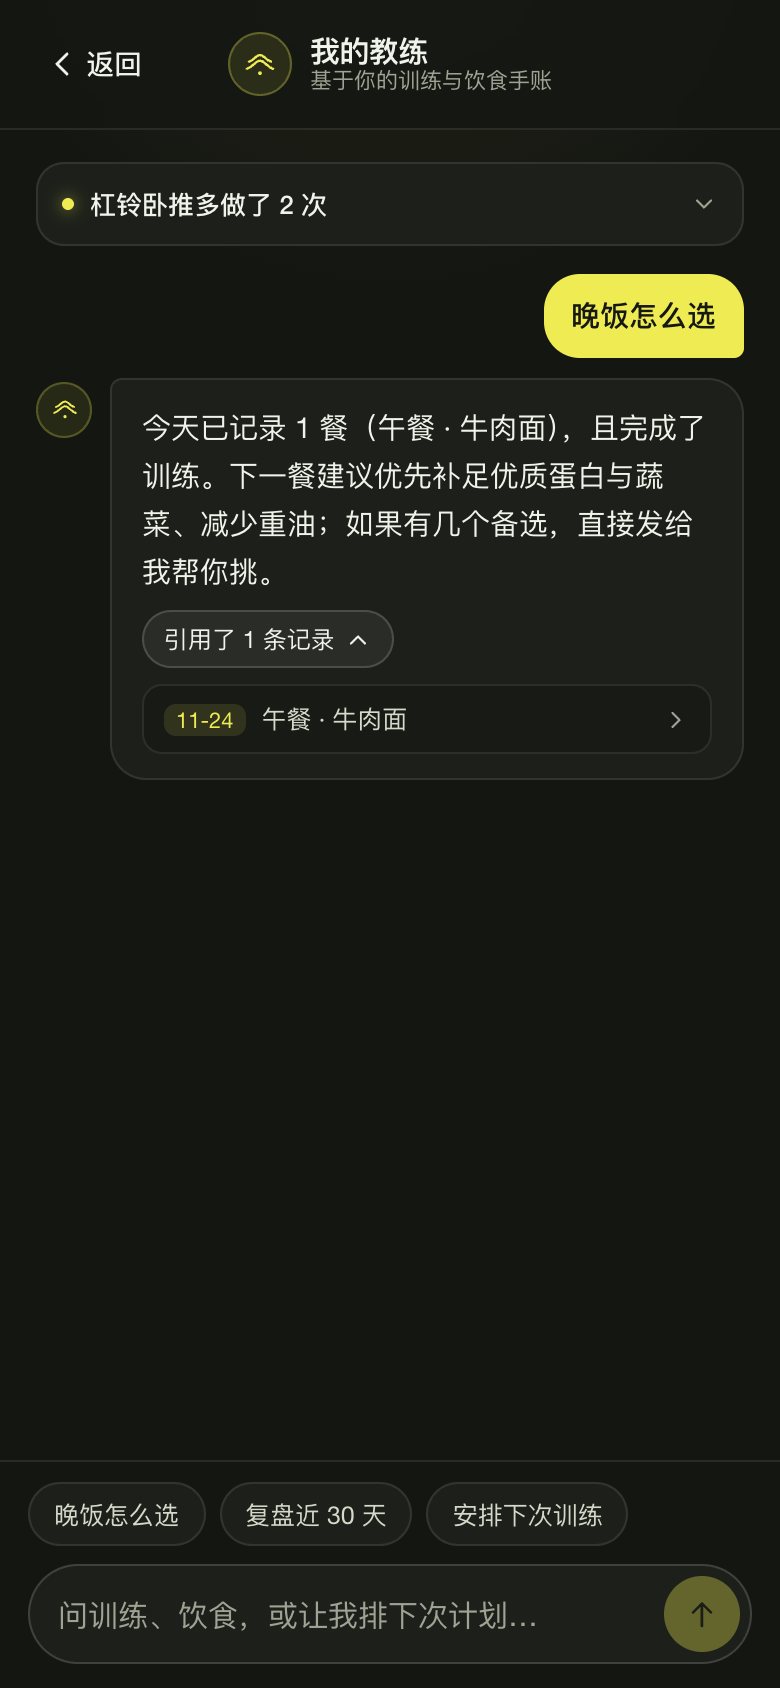 返回
我的教练
基于你的训练与饮食手账
杠铃卧推多做了 2 次
晚饭怎么选
今天已记录 1 餐（午餐 · 牛肉面），且完成了
训练。下一餐建议优先补足优质蛋白与蔬
菜、减少重油；如果有几个备选，直接发给
我帮你挑。
引用了 1 条记录
11-24 午餐 · 牛肉面
晚饭怎么选 复盘近 30 天 安排下次训练
问训练、饮食，或让我排下次计划…